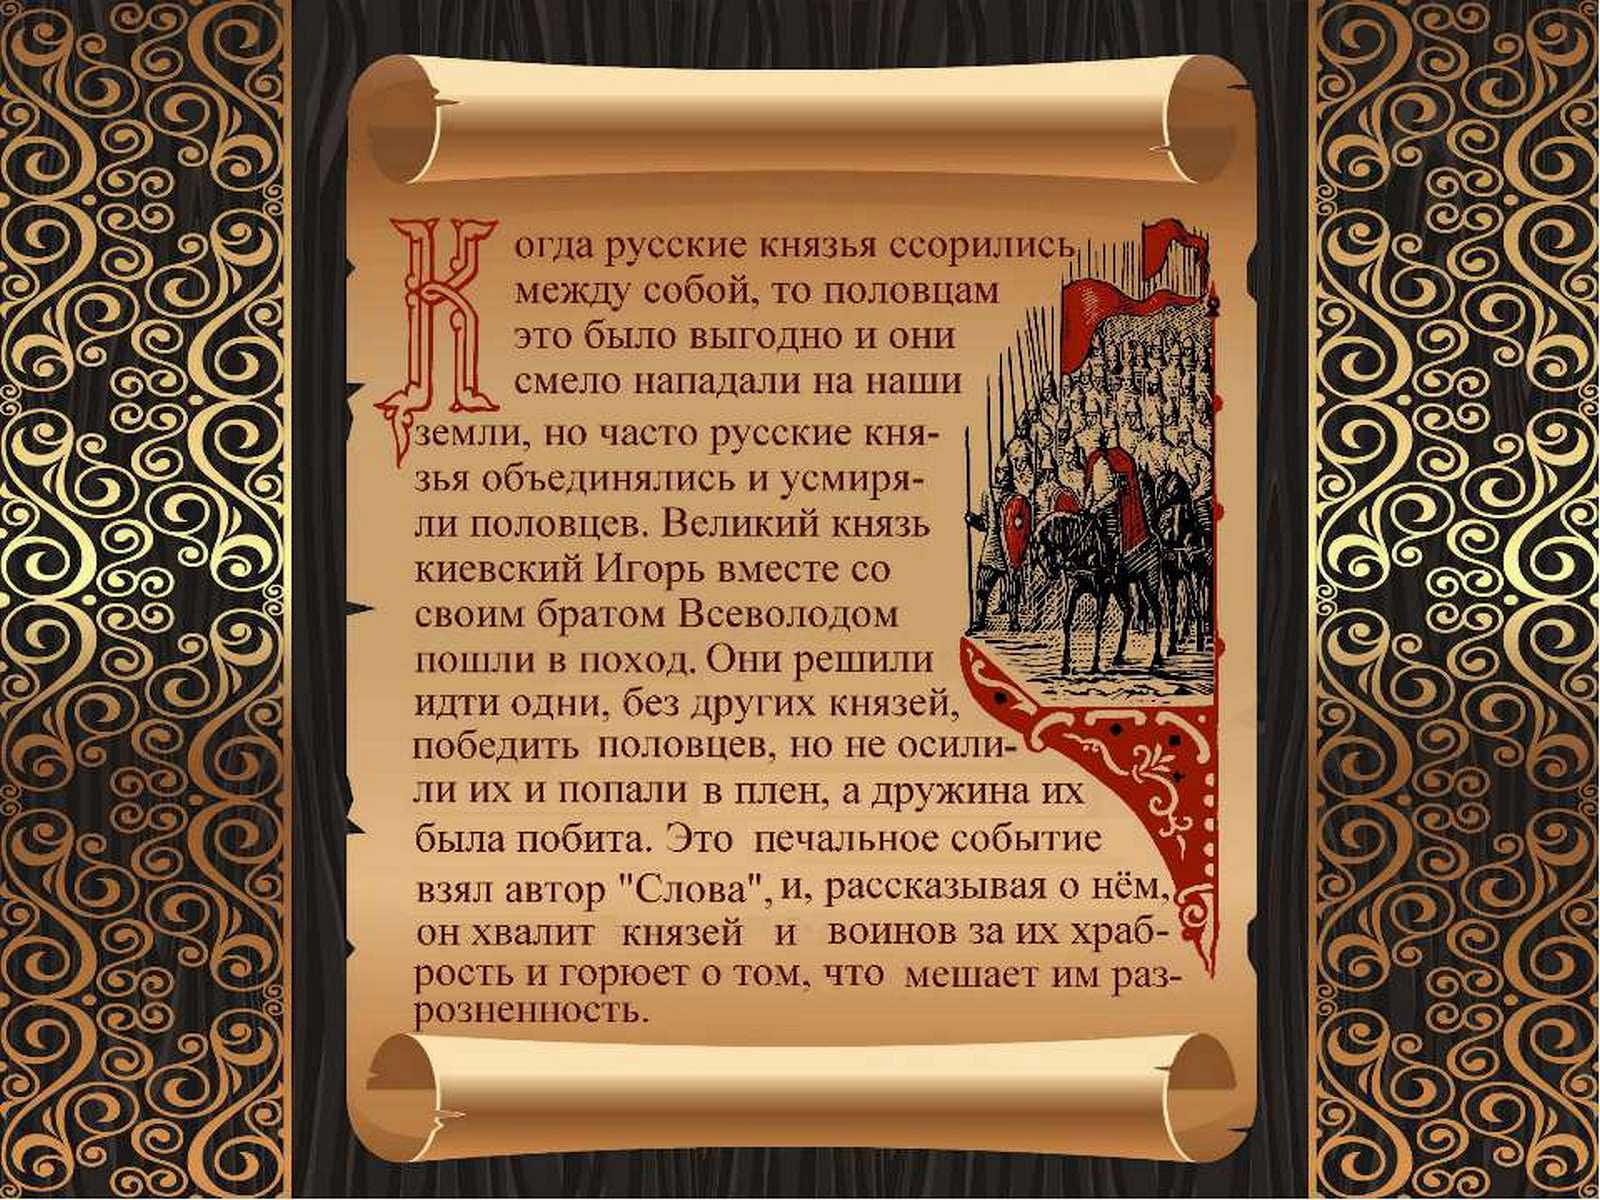 Когда русские князья ссорились
между собой, то половцам
это было выгодно и они
смело нападали на наши
земли, но часто русские кня-
зья объединялись и усмиря-
ли половцев. Великий князь
киевский Игорь вместе со
своим братом Всеволодом
пошли в поход. Они решили
идти одни, без других князей,
победить половцев, но не осили-
ли их и попали в плен, а дружина их
была побита. Это печальное событие
взял автор "Слова", и, рассказывая о нём,
он хвалит князей и воинов за их храб-
рость и горюет о том, что мешает им раз-
розненность.